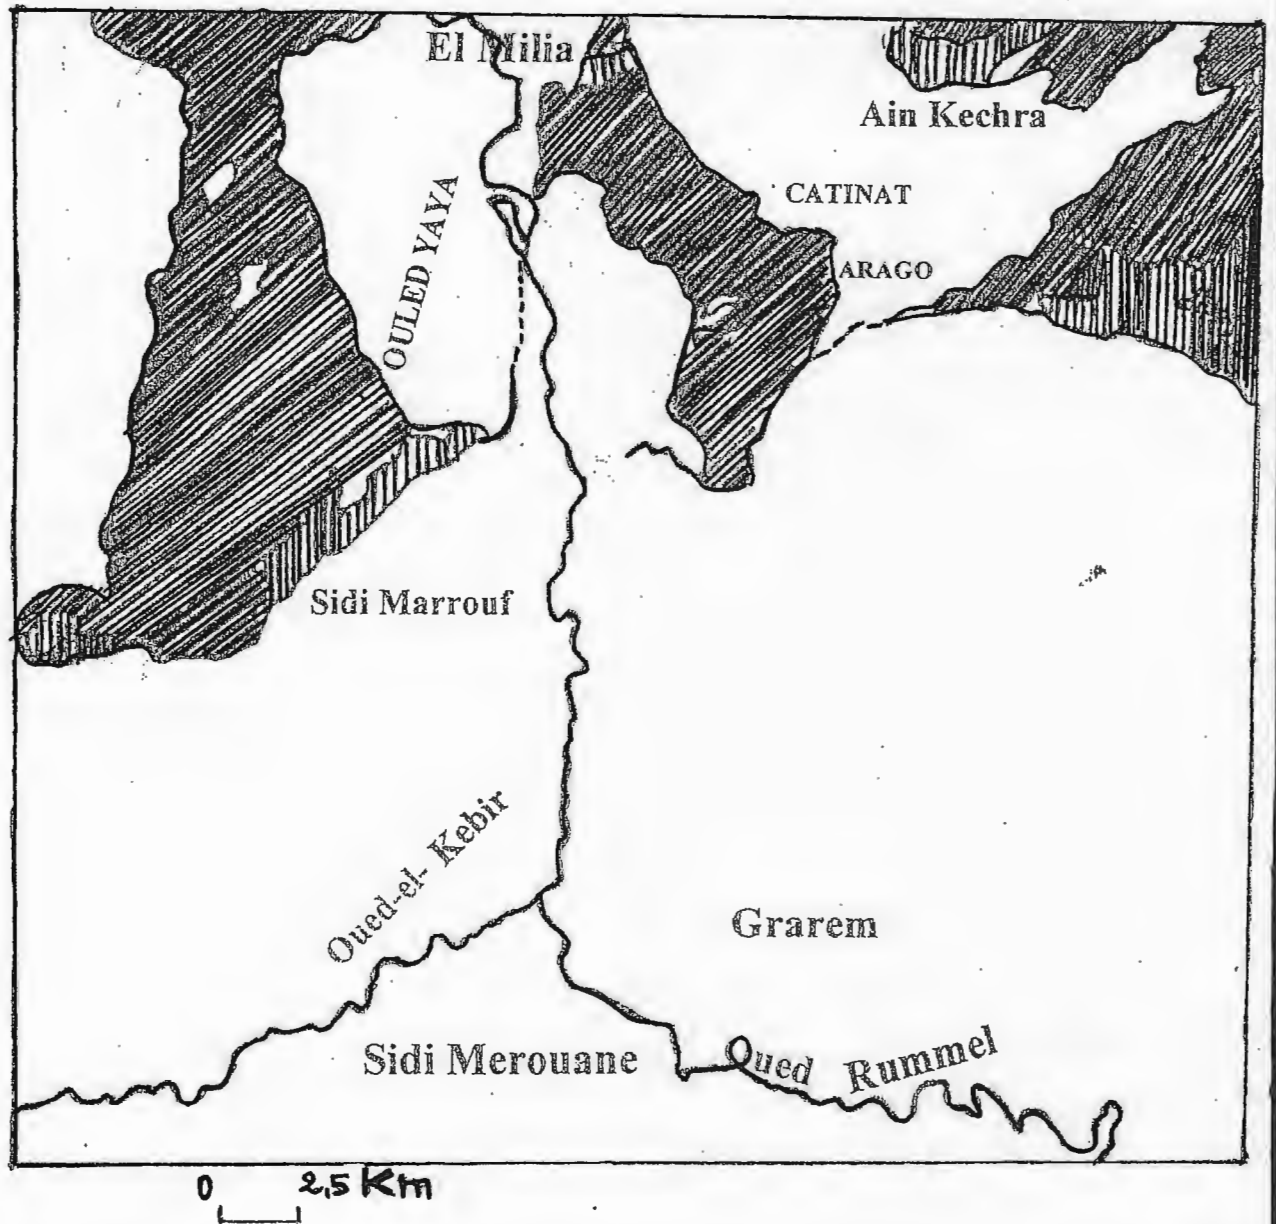 El Milia
Ain Kechra
CATINAT
OULED YAYA
ARAGO
Sidi Marrouf
Oued-el- Kebir
Grarem
Sidi Merouane
Oued Rummel
0 2,5 Km